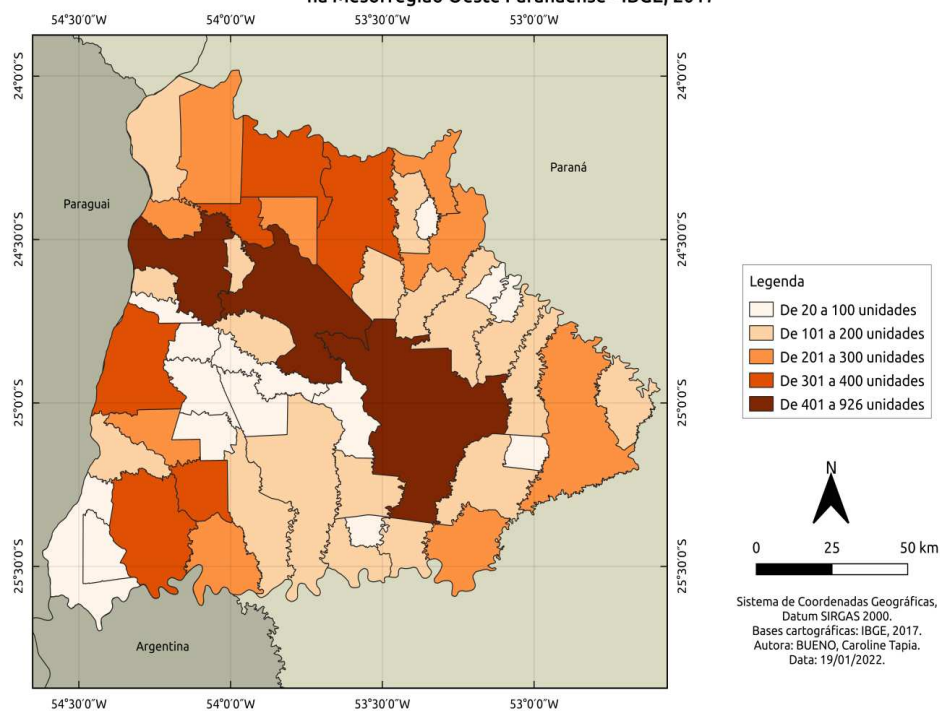 na Mesorregião Oeste Paranaense - IBGE, 2017
54°30'0"W 54°0'0"W 53°30'0"W 53°0'0"W
24°0'0"S 24°0'0"S
Paraná
Paraguai
24°30'0"S 24°30'0"S
Legenda
De 20 a 100 unidades
De 101 a 200 unidades
De 201 a 300 unidades
De 301 a 400 unidades
De 401 a 926 unidades
25°0'0"S 25°0'0"S
N
0 25 50 km
25°30'0"S 25°30'0"S
Sistema de Coordenadas Geográficas,
Datum SIRGAS 2000.
Bases cartográficas: IBGE, 2017.
Autora: BUENO, Caroline Tapia.
Data: 19/01/2022.
Argentina
54°30'0"W 54°0'0"W 53°30'0"W 53°0'0"W